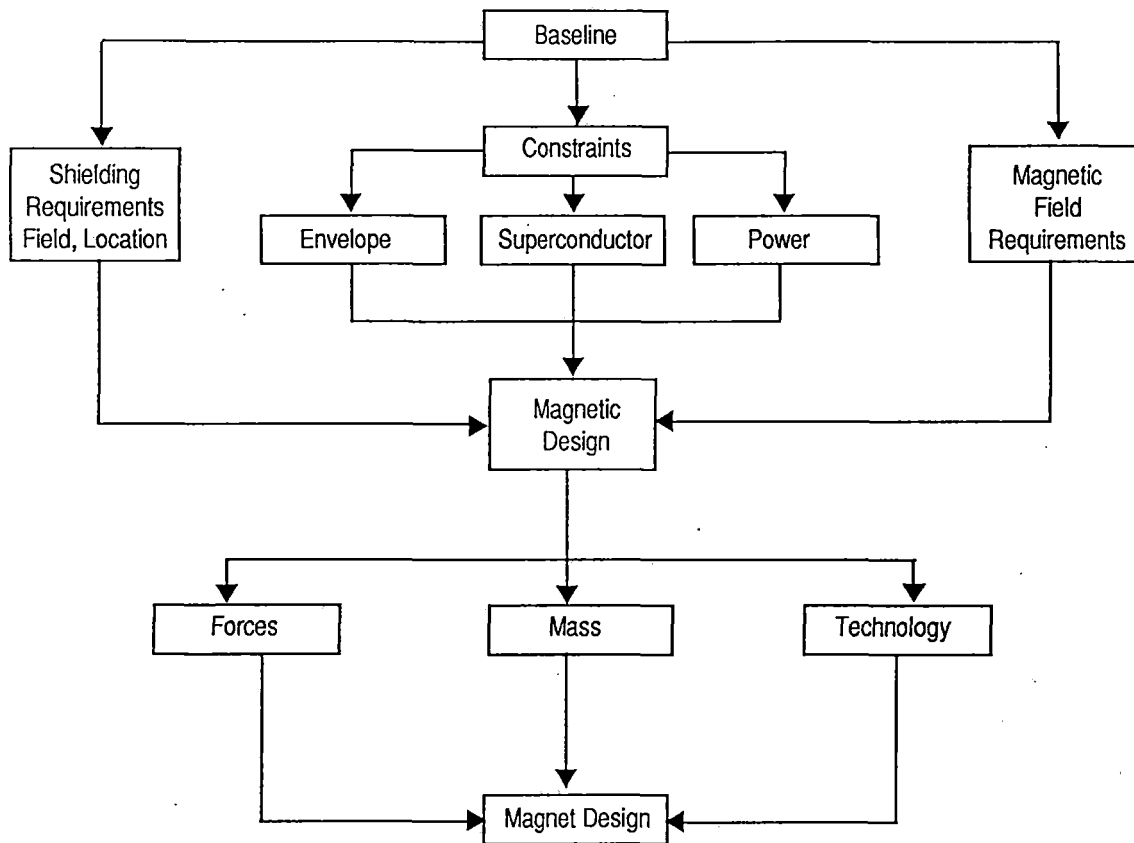 Baseline
Constraints
Shielding
Requirements
Field, Location
Magnetic
Field
Requirements
Envelope
Superconductor
Power
Magnetic
Design
Forces
Mass
Technology
Magnet Design